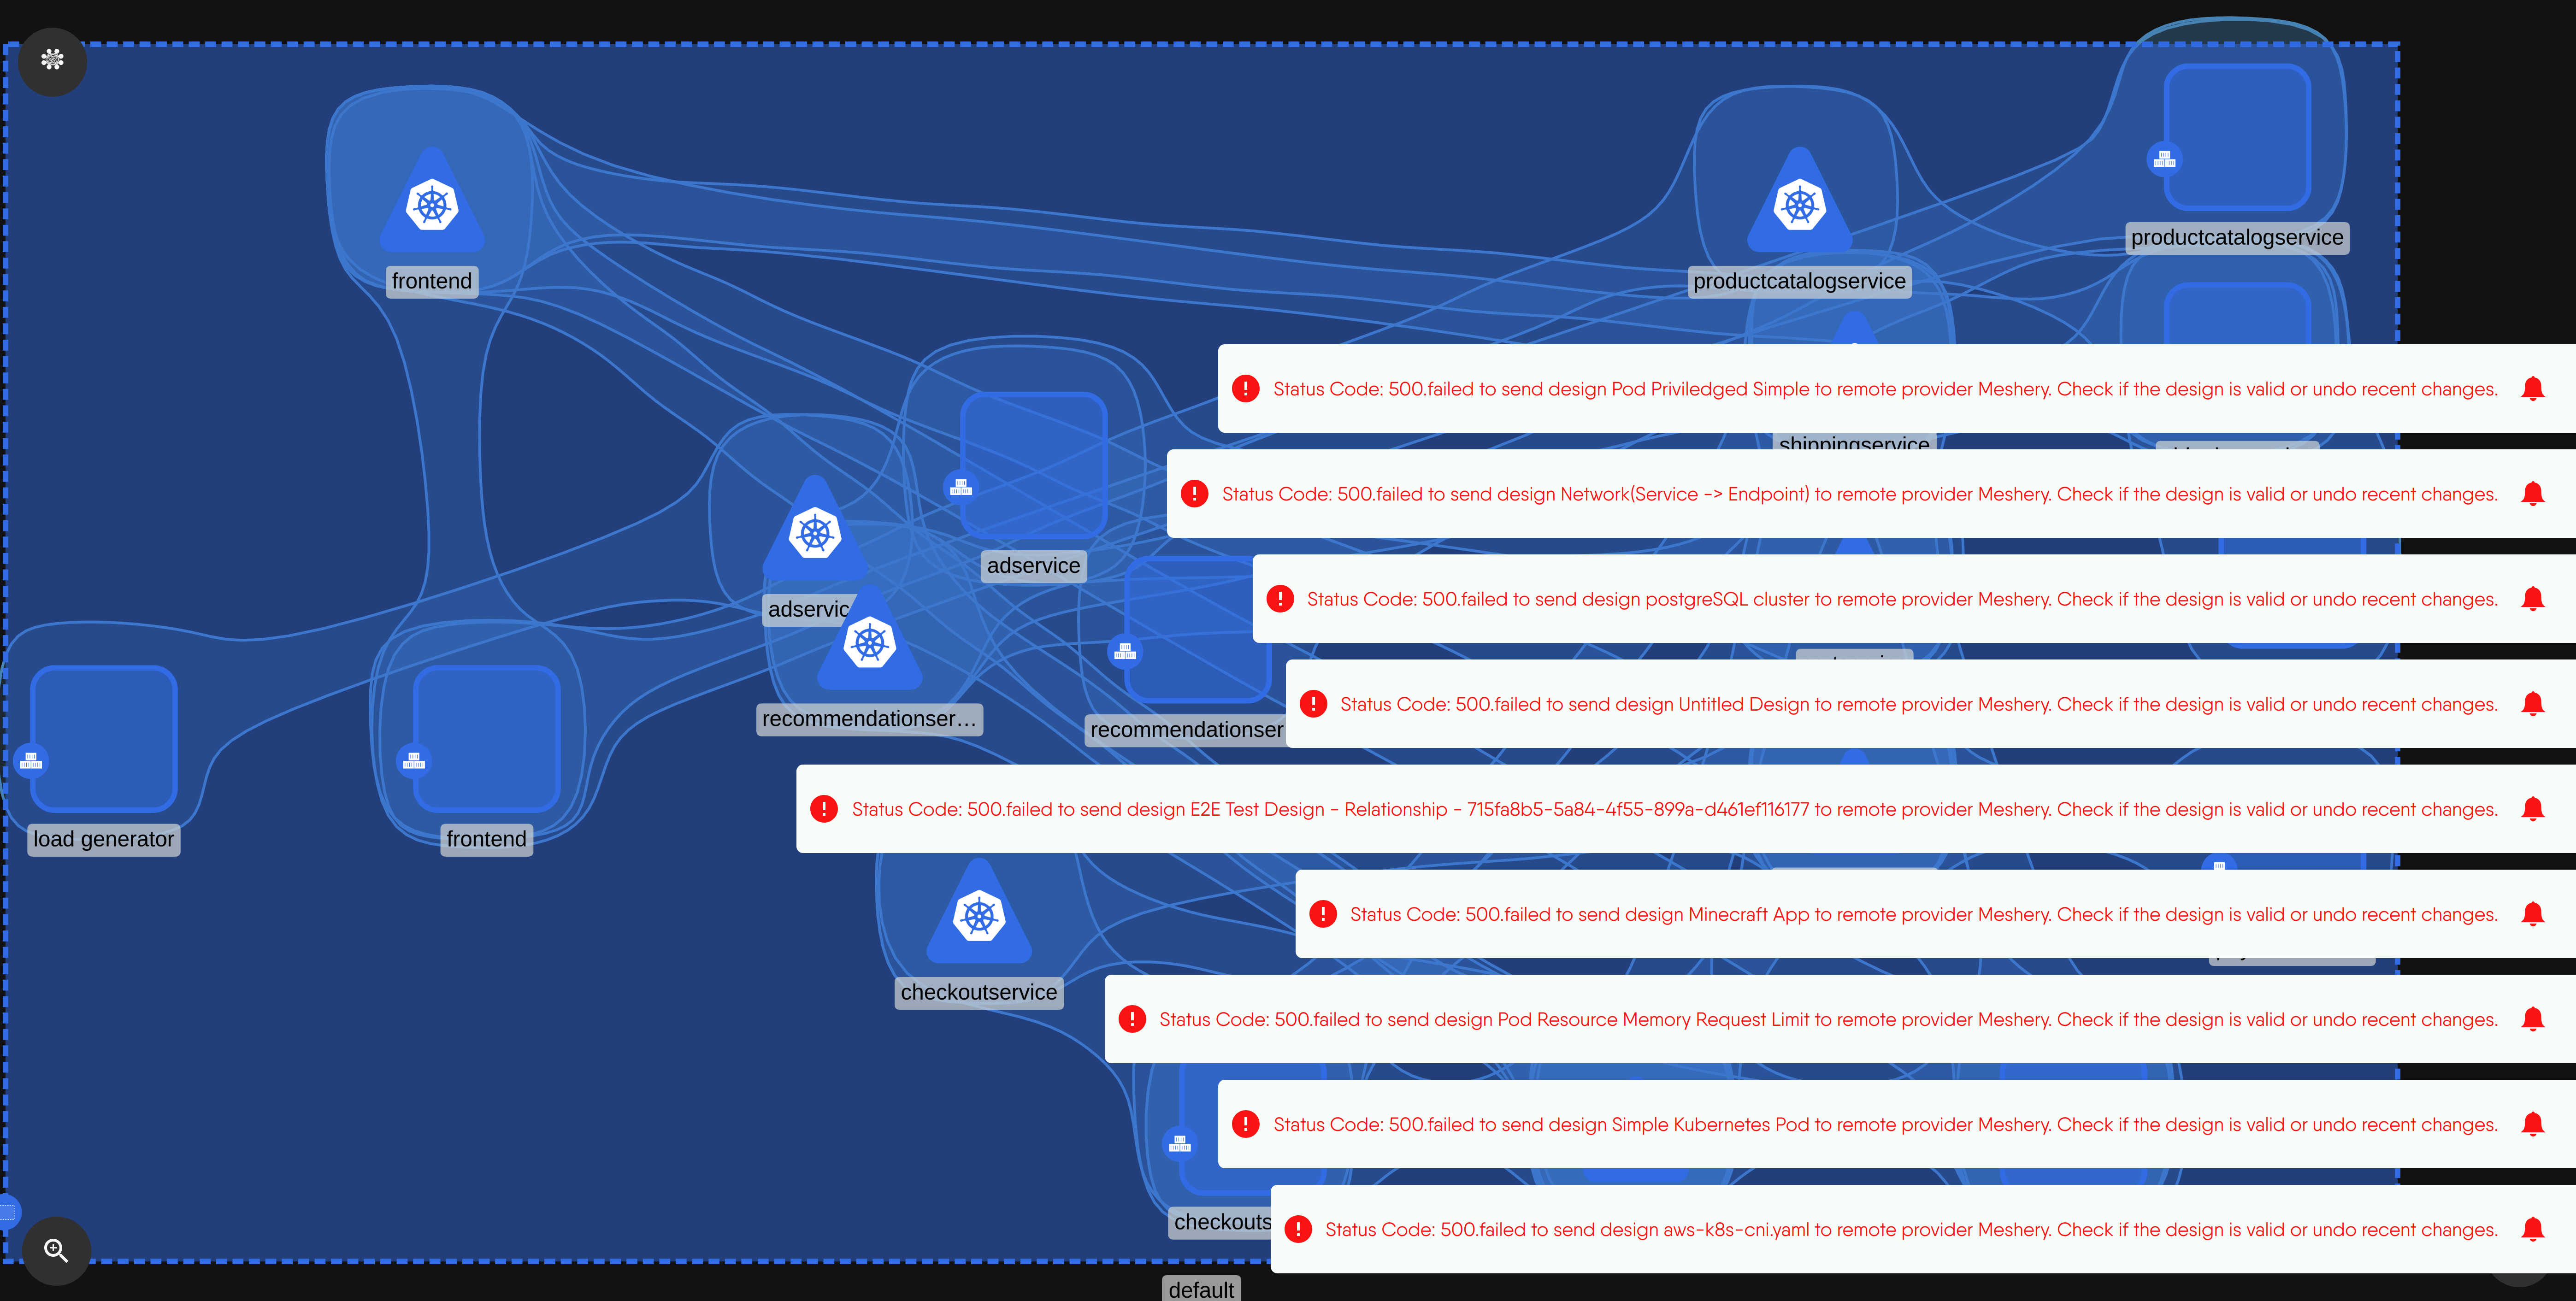 frontend
productcatalogservice
productcatalogservice
Status Code: 500.failed to send design Pod Priviledged Simple to remote provider Meshery. Check if the design is valid or undo recent changes.
shippingservice
Status Code: 500.failed to send design Network(Service -> Endpoint) to remote provider Meshery. Check if the design is valid or undo recent changes.
adservice
Status Code: 500.failed to send design postgreSQL cluster to remote provider Meshery. Check if the design is valid or undo recent changes.
adservic
recommendationser...
recommendationser
Status Code: 500.failed to send design Untitled Design to remote provider Meshery. Check if the design is valid or undo recent changes.
Status Code: 500.failed to send design E2E Test Design - Relationship - 715fa8b5-5a84-4f55-899a-d461ef116177 to remote provider Meshery. Check if the design is valid or undo recent changes.
load generator
frontend
Status Code: 500.failed to send design Minecraft App to remote provider Meshery. Check if the design is valid or undo recent changes.
checkoutservice
Status Code: 500.failed to send design Pod Resource Memory Request Limit to remote provider Meshery. Check if the design is valid or undo recent changes.
Status Code: 500.failed to send design Simple Kubernetes Pod to remote provider Meshery. Check if the design is valid or undo recent changes.
checkouts
Status Code: 500.failed to send design aws-k8s-cni.yaml to remote provider Meshery. Check if the design is valid or undo recent changes.
default